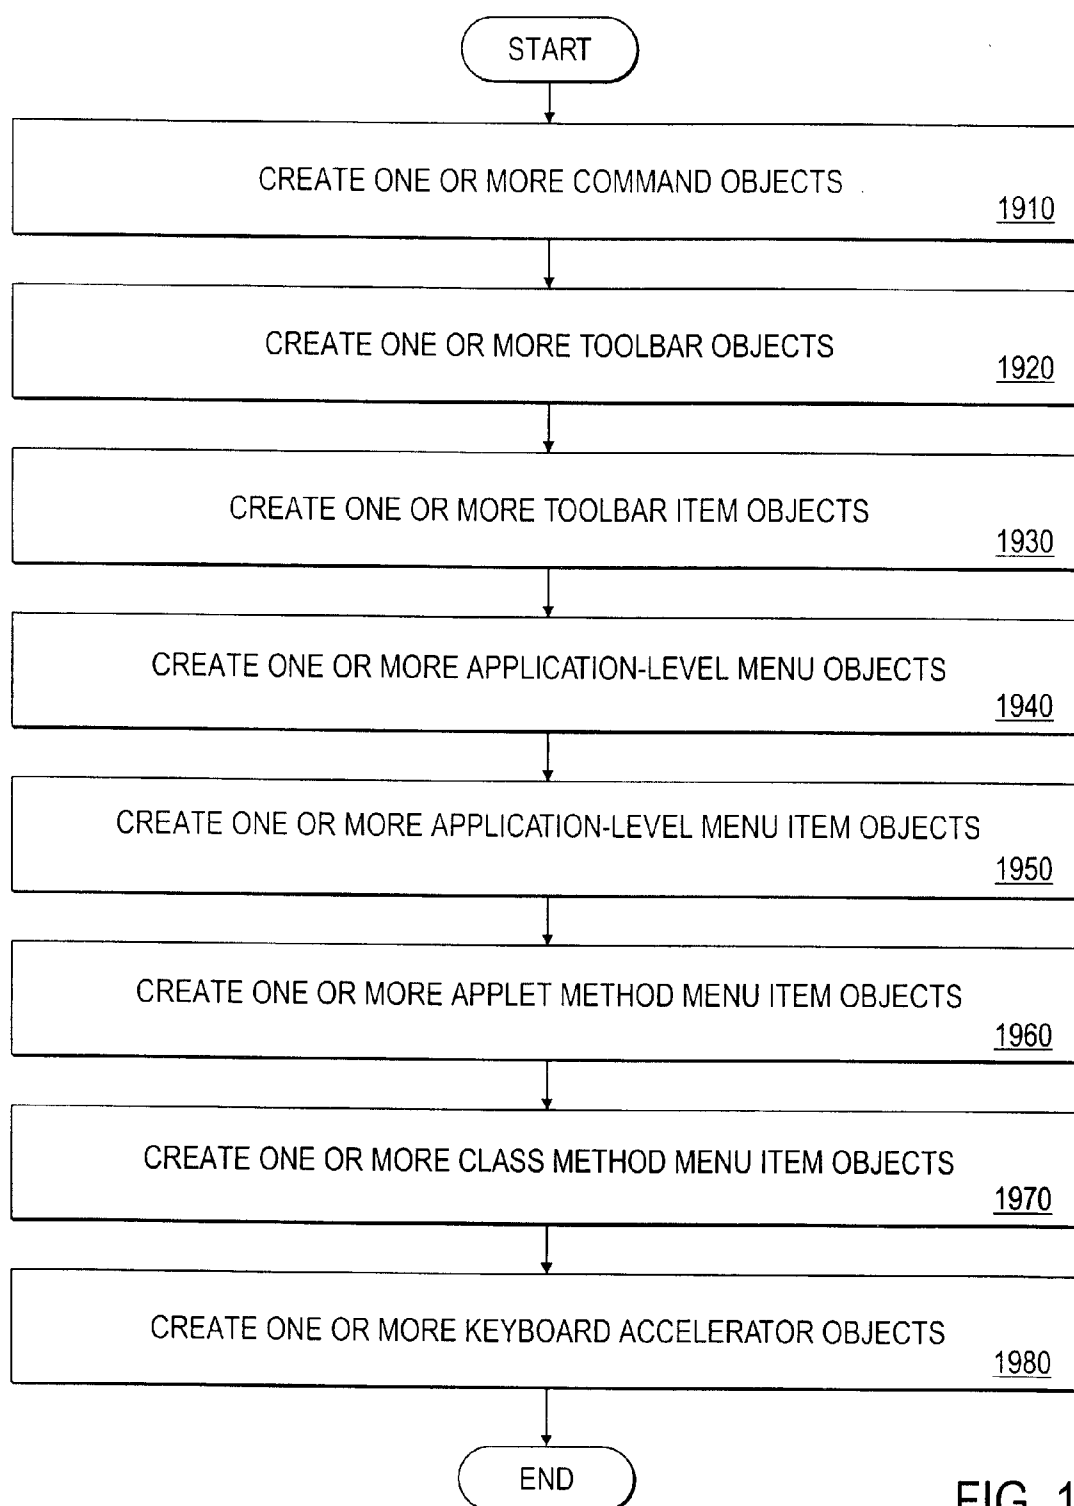 START
CREATE ONE OR MORE COMMAND OBJECTS
1910
CREATE ONE OR MORE TOOLBAR OBJECTS
1920
CREATE ONE OR MORE TOOLBAR ITEM OBJECTS
1930
CREATE ONE OR MORE APPLICATION-LEVEL MENU OBJECTS
1940
CREATE ONE OR MORE APPLICATION-LEVEL MENU ITEM OBJECTS
1950
CREATE ONE OR MORE APPLET METHOD MENU ITEM OBJECTS
1960
CREATE ONE OR MORE CLASS METHOD MENU ITEM OBJECTS
1970
CREATE ONE OR MORE KEYBOARD ACCELERATOR OBJECTS
1980
END
FIG. 1